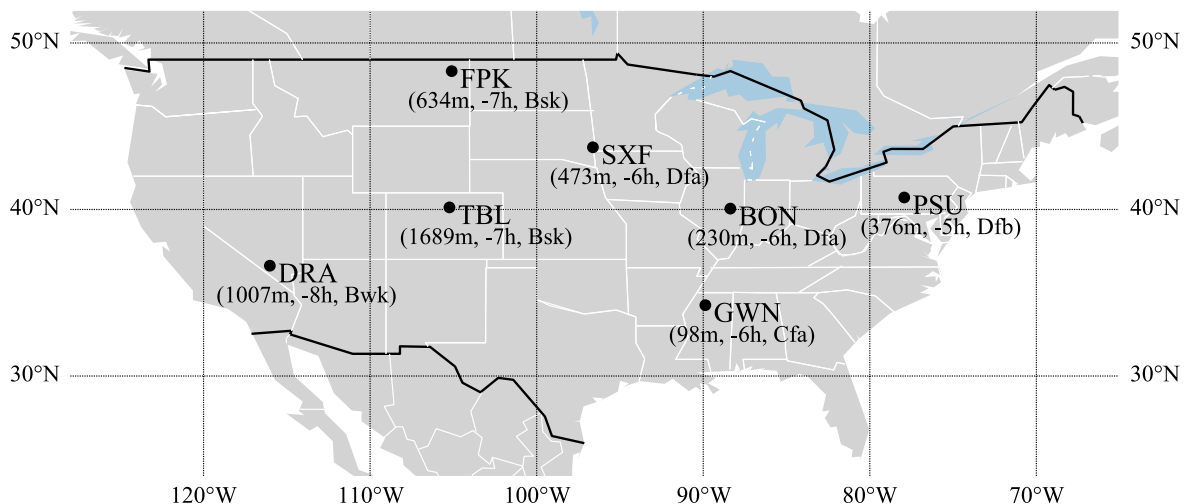 50°N
50°N
FPK
(634m, -7h, Bsk)
SXF
(473m, -6h, Dfa)
40°N
40°N
TBL
(1689m, -7h, Bsk)
BON
(230m, -6h, Dfa)
PSU
(376m, -5h, Dfb)
DRA
(1007m, -8h, Bwk)
GWN
(98m, -6h, Cfa)
30°N
30°N
120°W 110°W 100°W 90°W 80°W 70°W